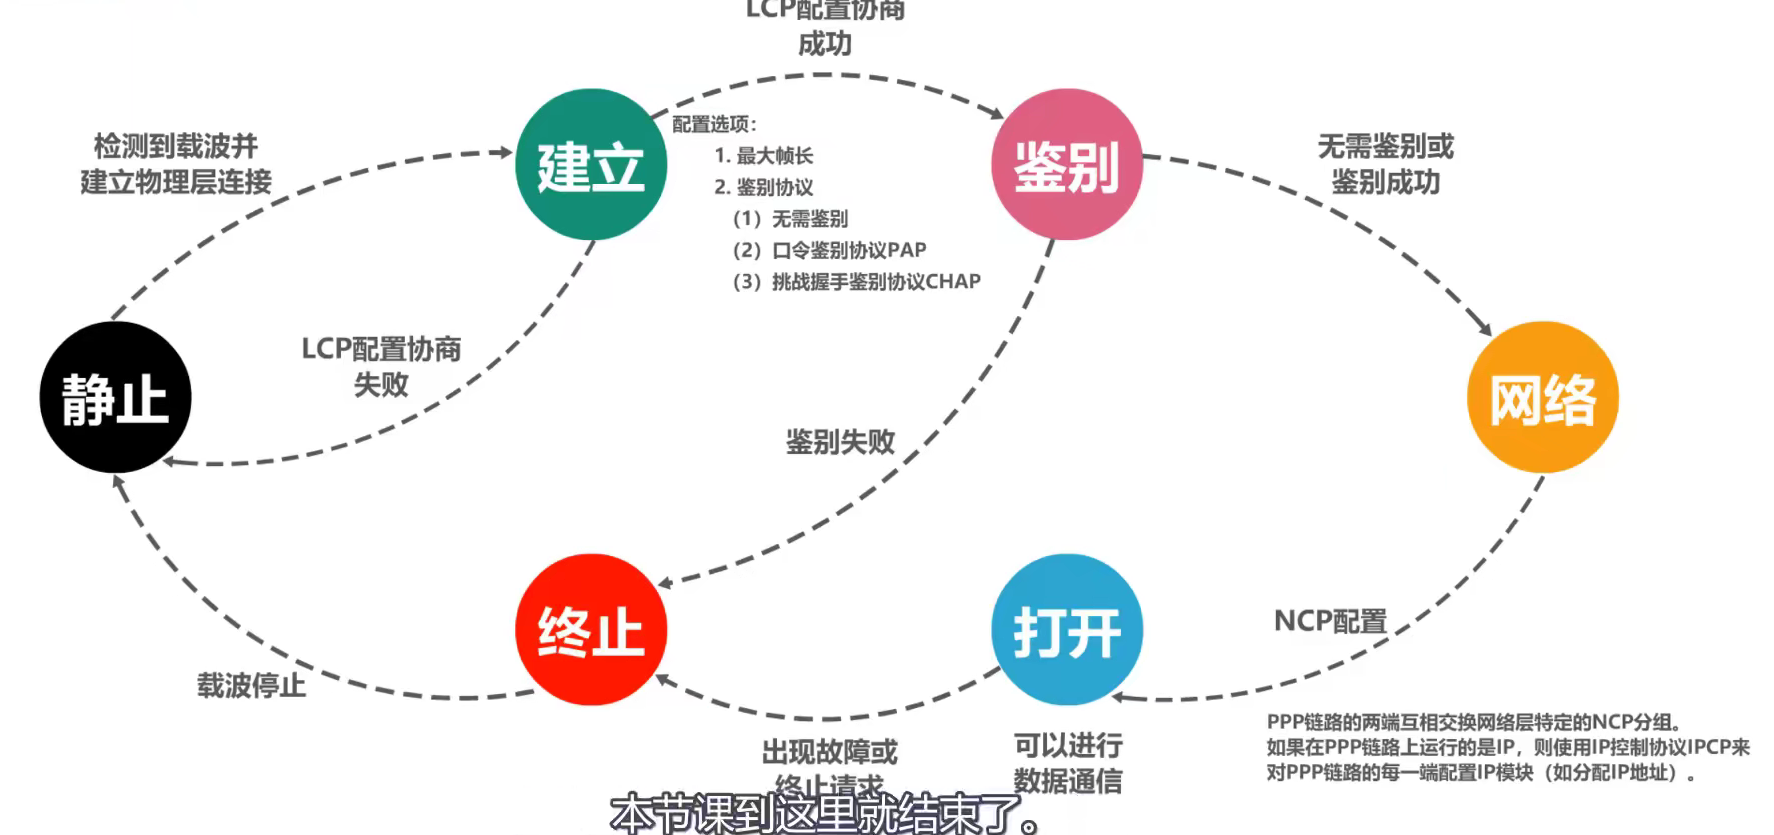 LCP配置协商
成功
检测到载波并
建立物理层连接
建立
配置选项：
1. 最大帧长
2. 鉴别协议
（1）无需鉴别
（2）口令鉴别协议PAP
（3）挑战握手鉴别协议CHAP
鉴别
无需鉴别或
鉴别成功
LCP配置协商
失败
静止
网络
鉴别失败
终止
打开
NCP配置
载波停止
出现故障或
终止请求
可以进行
数据通信
PPP链路的两端互相交换网络层特定的NCP分组。
如果在PPP链路上运行的是IP，则使用IP控制协议IPCP来
对PPP链路的每一端配置IP模块（如分配IP地址）。
本节课到这里就结束了。